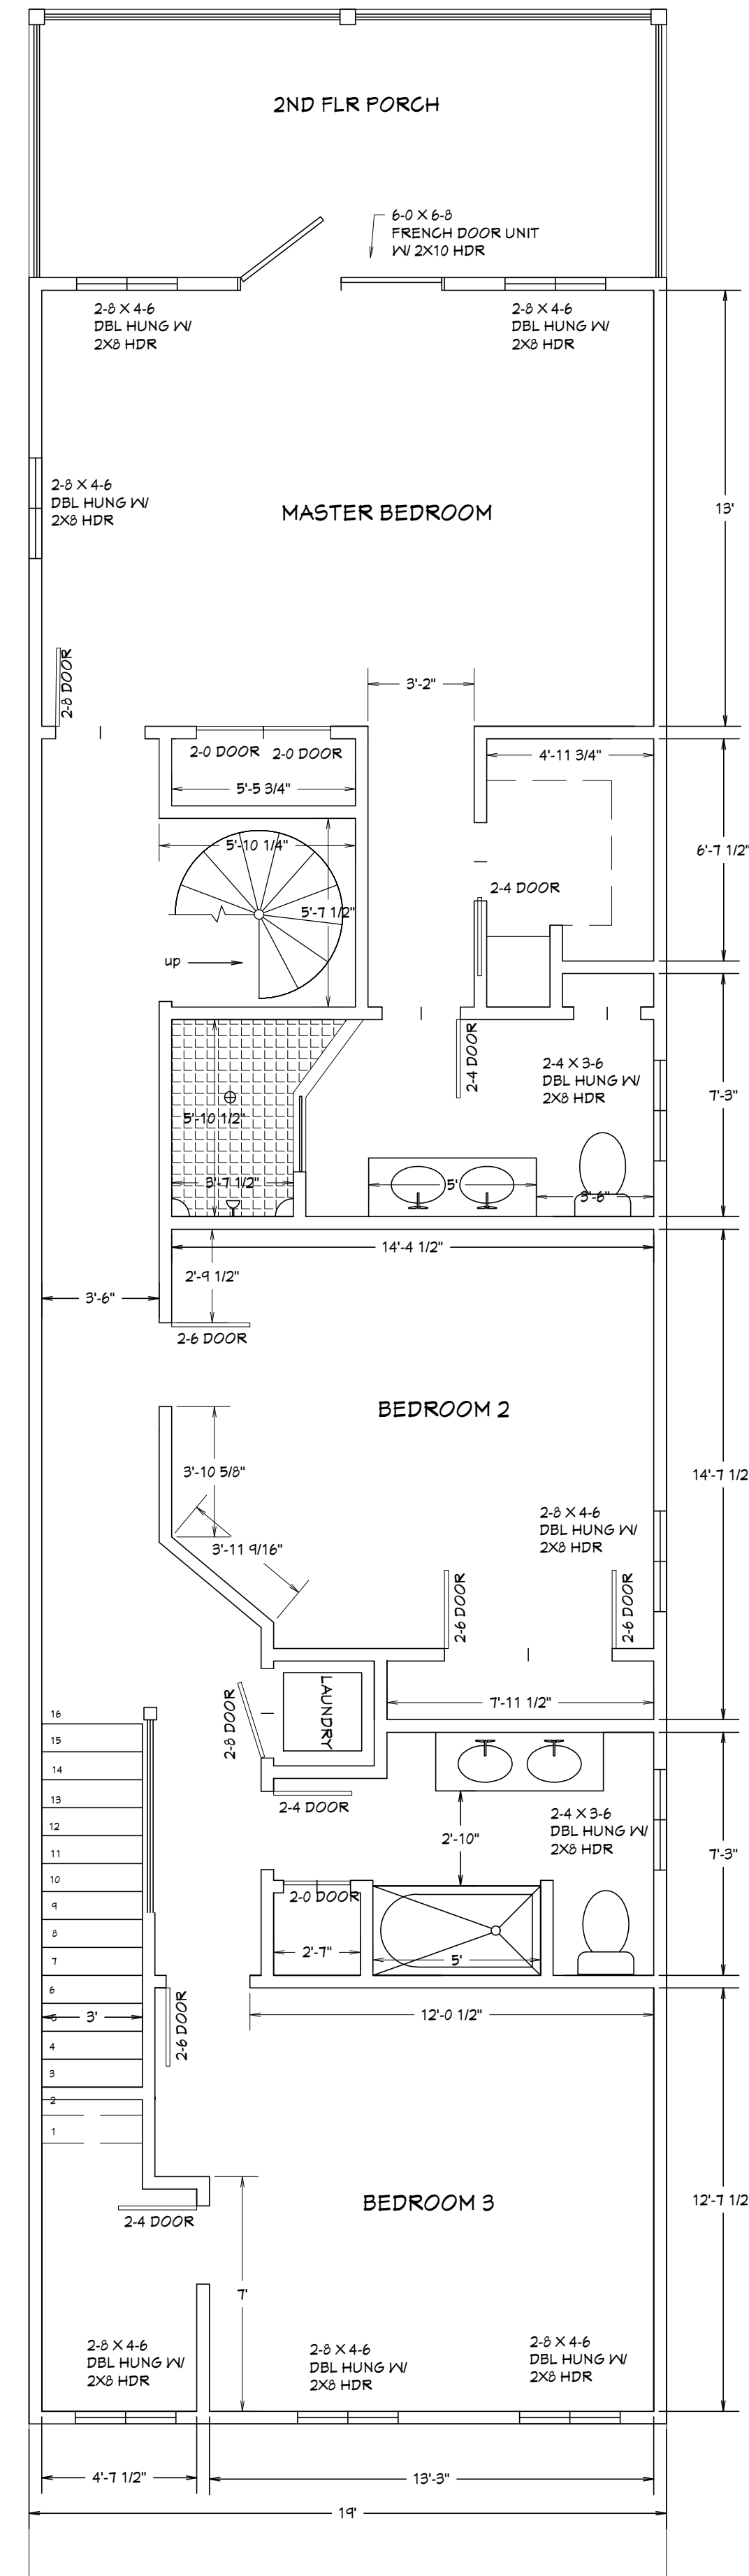 2ND FLR PORCH
6-0 X 6-8
FRENCH DOOR UNIT
W/ 2X10 HDR
2-8 X 4-6
DBL HUNG W/
2X8 HDR
2-8 X 4-6
DBL HUNG W/
2X8 HDR
2-8 X 4-6
DBL HUNG W/
2X8 HDR
MASTER BEDROOM
13'
2-8 DOOR
3'-2"
2-0 DOOR
2-0 DOOR
4'-11 3/4"
5'-5 3/4"
5'-10 1/4"
6'-7 1/2"
2-4 DOOR
5'-7 1/2"
up
2-4 DOOR
2-4 X 3-6
DBL HUNG W/
2X8 HDR
7'-3"
5'-10 1/2"
3'-7 1/2"
5'
3'-6"
14'-4 1/2"
2'-9 1/2"
3'-6"
2-6 DOOR
BEDROOM 2
3'-10 5/8"
14'-7 1/2
2-8 X 4-6
DBL HUNG W/
2X8 HDR
3'-11 9/16"
2-6 DOOR
2-6 DOOR
LAUNDRY
2-8 DOOR
7'-11 1/2"
16
15
14
13
12
11
10
9
8
7
6
5
4
3
2
1
2-4 DOOR
2-4 X 3-6
DBL HUNG W/
2X8 HDR
2'-10"
7'-3"
2-0 DOOR
2'-7"
5'
3'
2-6 DOOR
12'-0 1/2"
BEDROOM 3
12'-7 1/2
2-4 DOOR
7'
2-8 X 4-6
DBL HUNG W/
2X8 HDR
2-8 X 4-6
DBL HUNG W/
2X8 HDR
2-8 X 4-6
DBL HUNG W/
2X8 HDR
4'-7 1/2"
13'-3"
19'